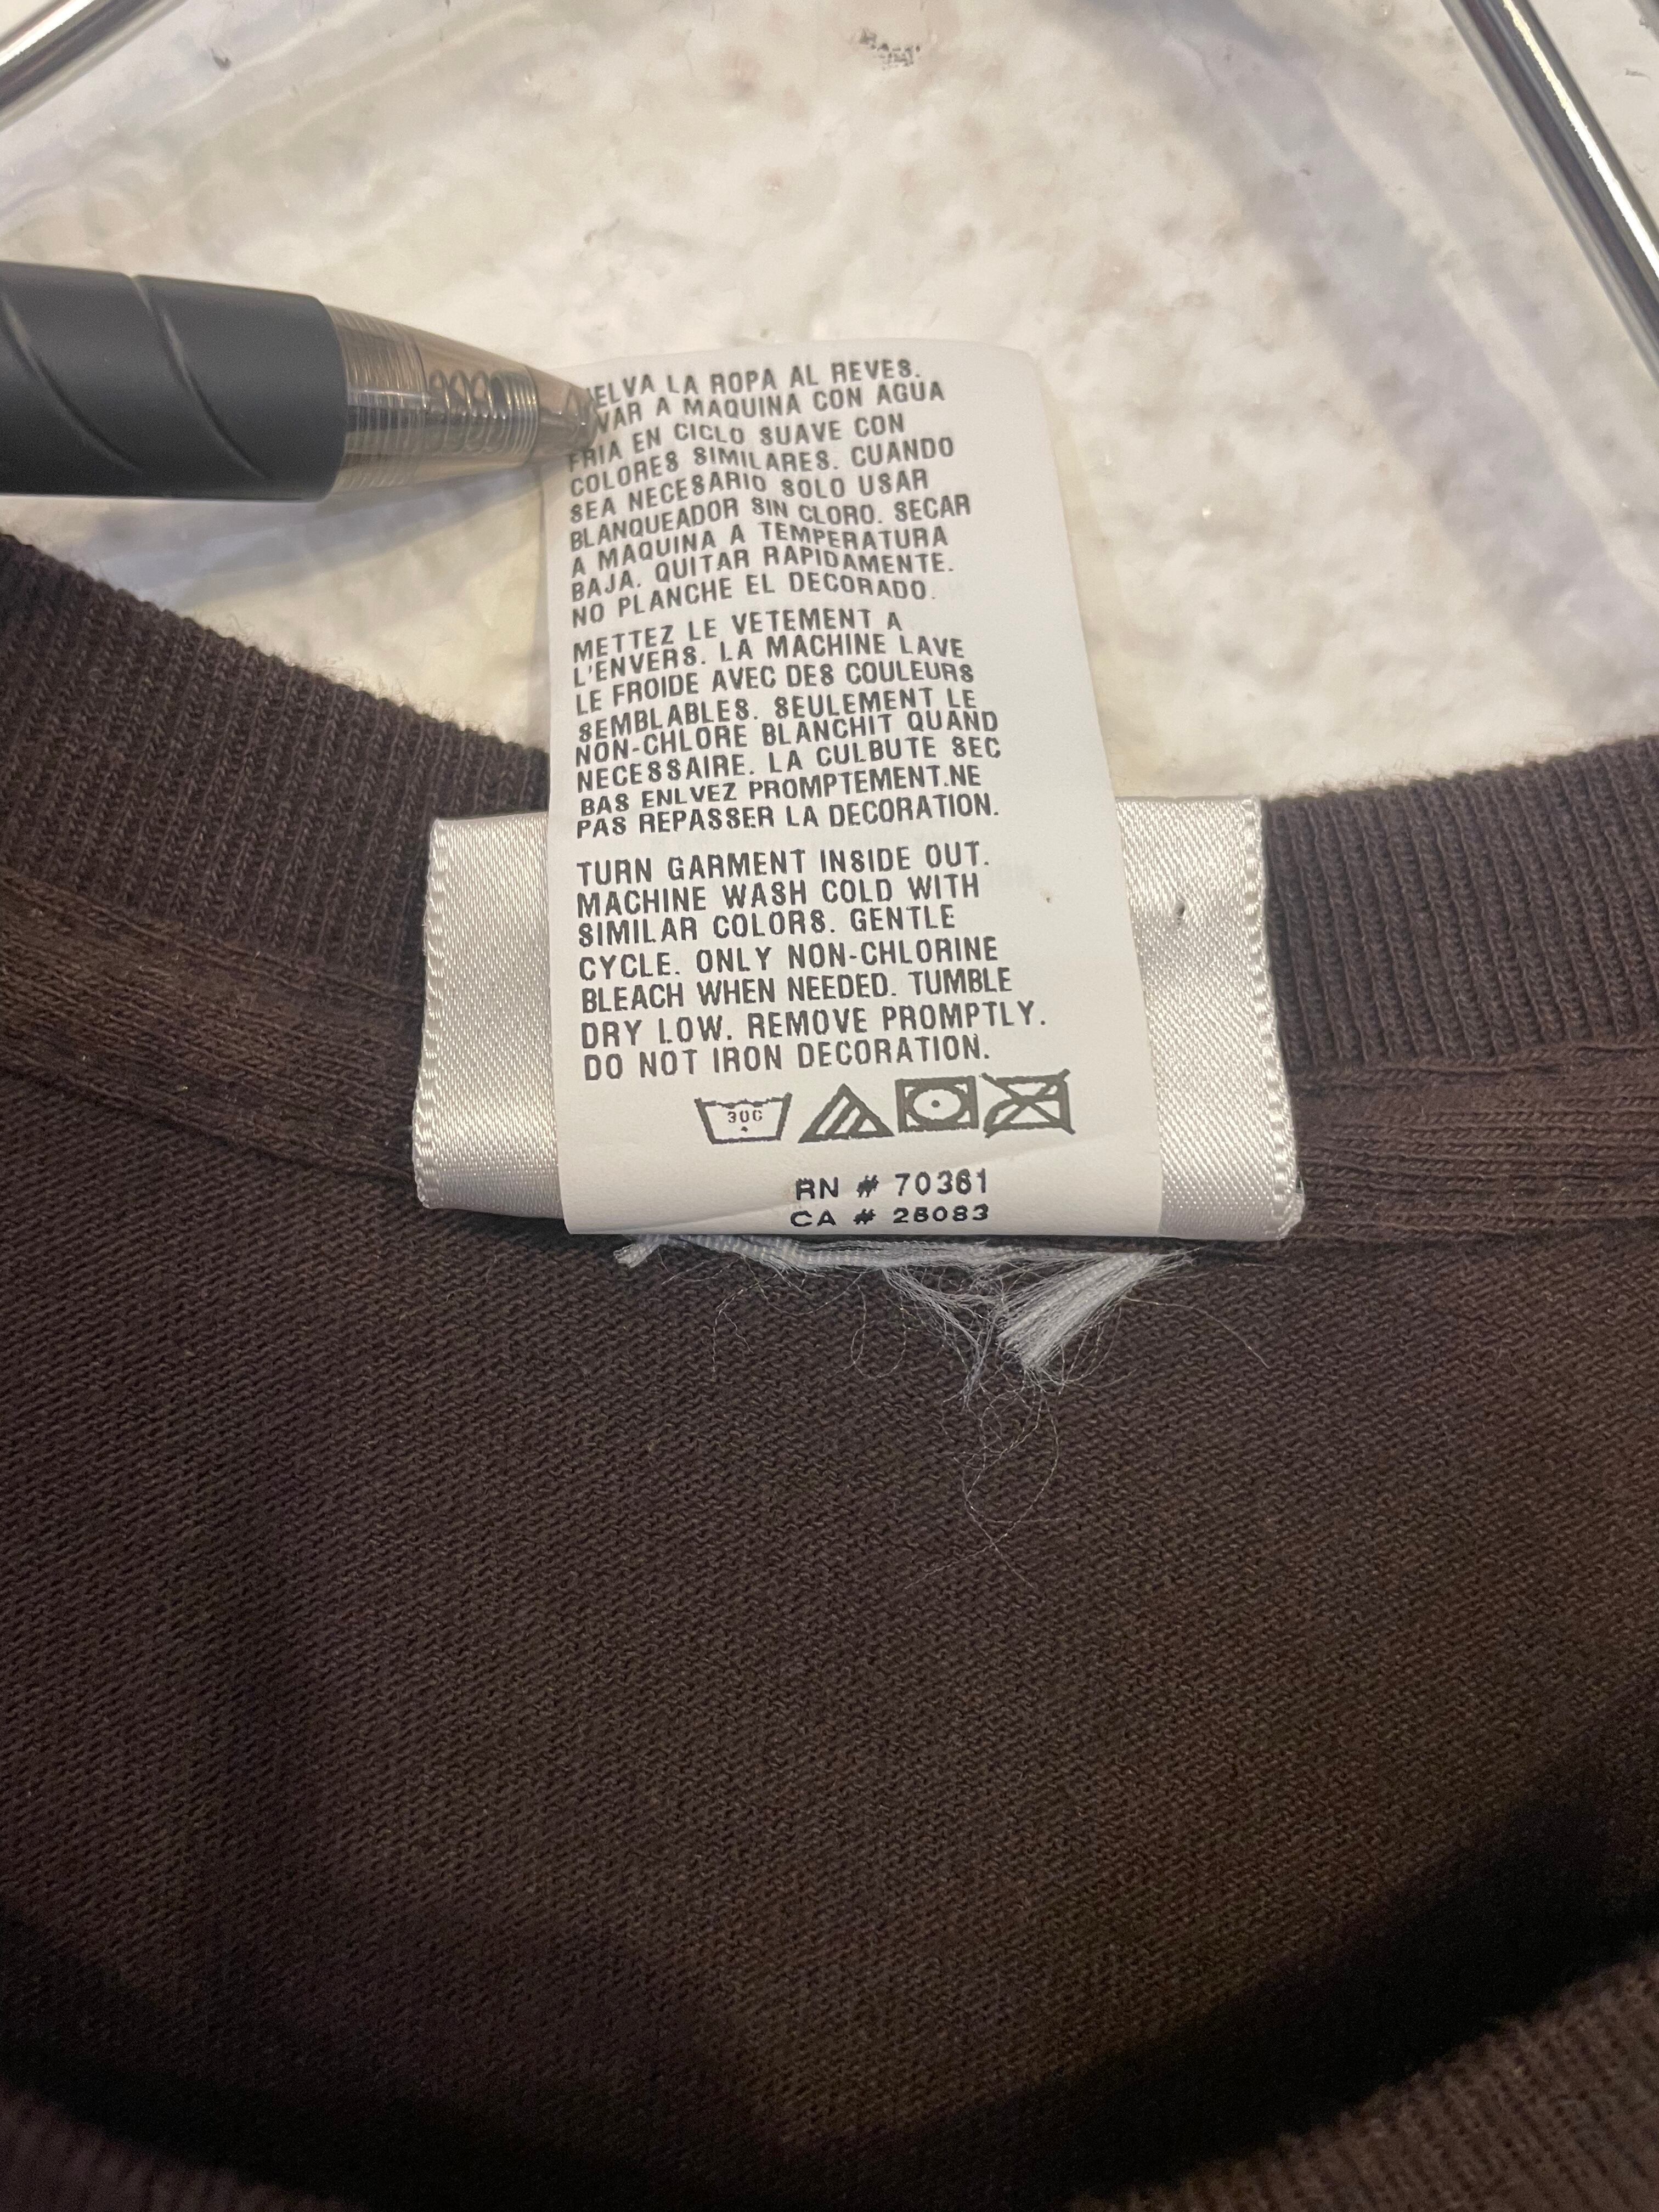 LA ROPA AL REVES.
A MAQUINA CON AGUA
FRIA EN CICLO SUAVE CON
COLORES SIMILARES. CUANDO
SEA NECESARIO SOLO USAR
BLANQUEADOR SIN CLORO. SECAR
A MAQUINA A TEMPERATURA
BAJA. QUITAR RAPIDAMENTE.
NO PLANCHE EL DECORADO.
METTEZ LE VETEMENT A
L'ENVERS. LA MACHINE LAVE
LE FROIDE AVEC DES COULEURS
SEMBLABLES. SEULEMENT LE
NON-CHLORE BLANCHIT QUAND
NECESSAIRE. LA CULBUTE SEC
BAS ENLVEZ PROMPTEMENT.NE
PAS REPASSER LA DECORATION.
TURN GARMENT INSIDE OUT.
MACHINE WASH COLD WITH
SIMILAR COLORS. GENTLE
CYCLE. ONLY NON-CHLORINE
BLEACH WHEN NEEDED. TUMBLE
DRY LOW. REMOVE PROMPTLY.
DO NOT IRON DECORATION.
30C
RN # 70361
CA # 26083